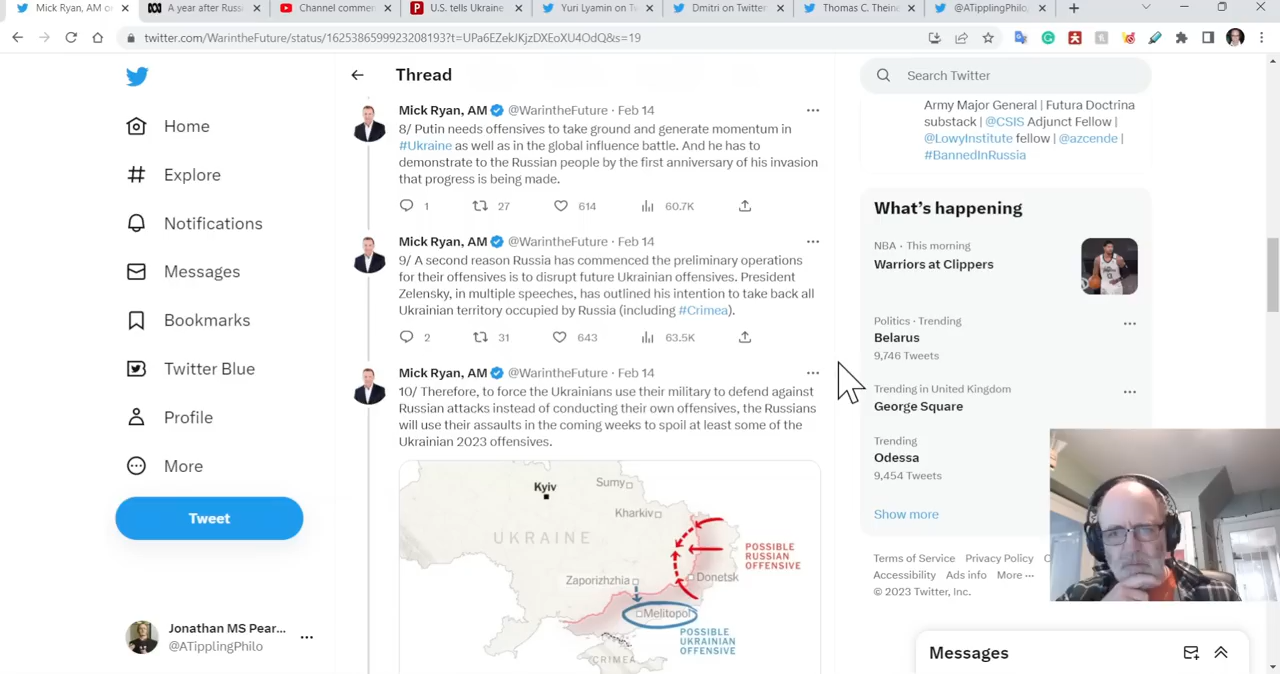 Mick Ryan, AM o
A year after Russi
Channel commen
U.S. tells Ukraine
Yuri Lyamin on T
Dmitri on Twitter
Thomas C. Theine
@ATipplingPhilo
twitter.com/WarintheFuture/status/1625386599923208193?t=UPa6EZekJKjzDXEoXU4OdQ&s=19
Home
Explore
Notifications
Messages
Bookmarks
Twitter Blue
Profile
More
Tweet
Jonathan MS Pear...
@ATipplingPhilo
Thread
Mick Ryan, AM @WarintheFuture · Feb 14
8/ Putin needs offensives to take ground and generate momentum in
#Ukraine as well as in the global influence battle. And he has to
demonstrate to the Russian people by the first anniversary of his invasion
that progress is being made.
1 27 614 60.7K
Mick Ryan, AM @WarintheFuture · Feb 14
9/ A second reason Russia has commenced the preliminary operations
for their offensives is to disrupt future Ukrainian offensives. President
Zelensky, in multiple speeches, has outlined his intention to take back all
Ukrainian territory occupied by Russia (including #Crimea).
2 31 643 63.5K
Mick Ryan, AM @WarintheFuture · Feb 14
10/ Therefore, to force the Ukrainians use their military to defend against
Russian attacks instead of conducting their own offensives, the Russians
will use their assaults in the coming weeks to spoil at least some of the
Ukrainian 2023 offensives.
Kyiv
Sumy
Kharkiv
UKRAINE
POSSIBLE
RUSSIAN
OFFENSIVE
Zaporizhzhia
Donetsk
Melitopol
POSSIBLE
UKRAINIAN
OFFENSIVE
CRIMEA
Search Twitter
Army Major General | Futura Doctrina
substack | @CSIS Adjunct Fellow |
@LowyInstitute fellow | @azcende |
#BannedInRussia
What's happening
NBA · This morning
Warriors at Clippers
Politics · Trending
Belarus
9,746 Tweets
Trending in United Kingdom
George Square
Trending
Odessa
9,454 Tweets
Show more
Terms of Service Privacy Policy C
Accessibility Ads info More ···
© 2023 Twitter, Inc.
Messages